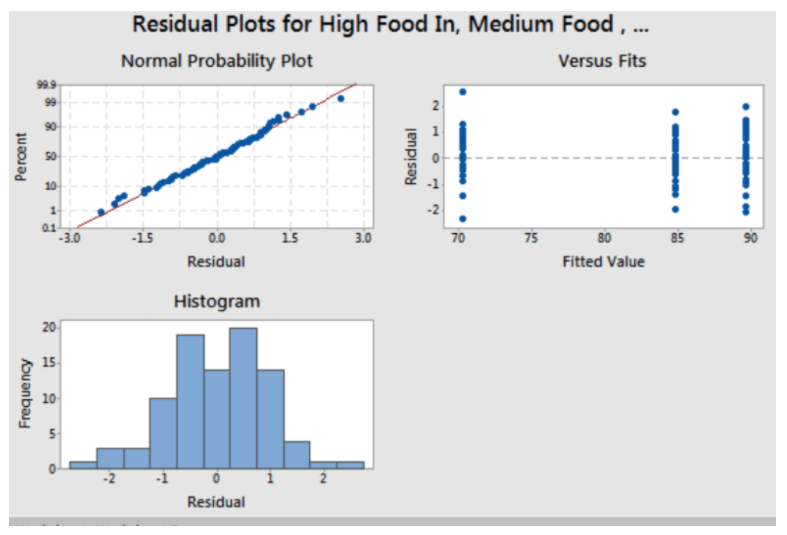 Residual Plots for High Food In, Medium Food , ...
Normal Probability Plot
99.9
99
90
50
10
1
0.1
Percent
-3.0 -1.5 0.0 1.5 3.0
Residual
Versus Fits
2
1
0
-1
-2
Residual
70 75 80 85 90
Fitted Value
Histogram
20
15
10
5
0
Frequency
-2 -1 0 1 2
Residual